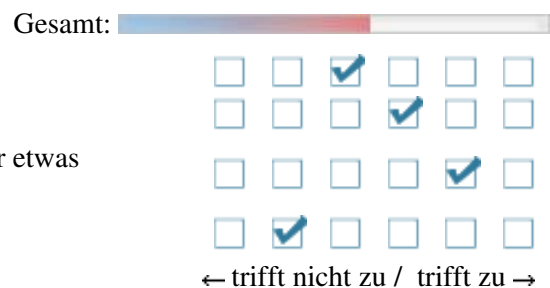 Gesamt:
r etwas
← trifft nicht zu / trifft zu →